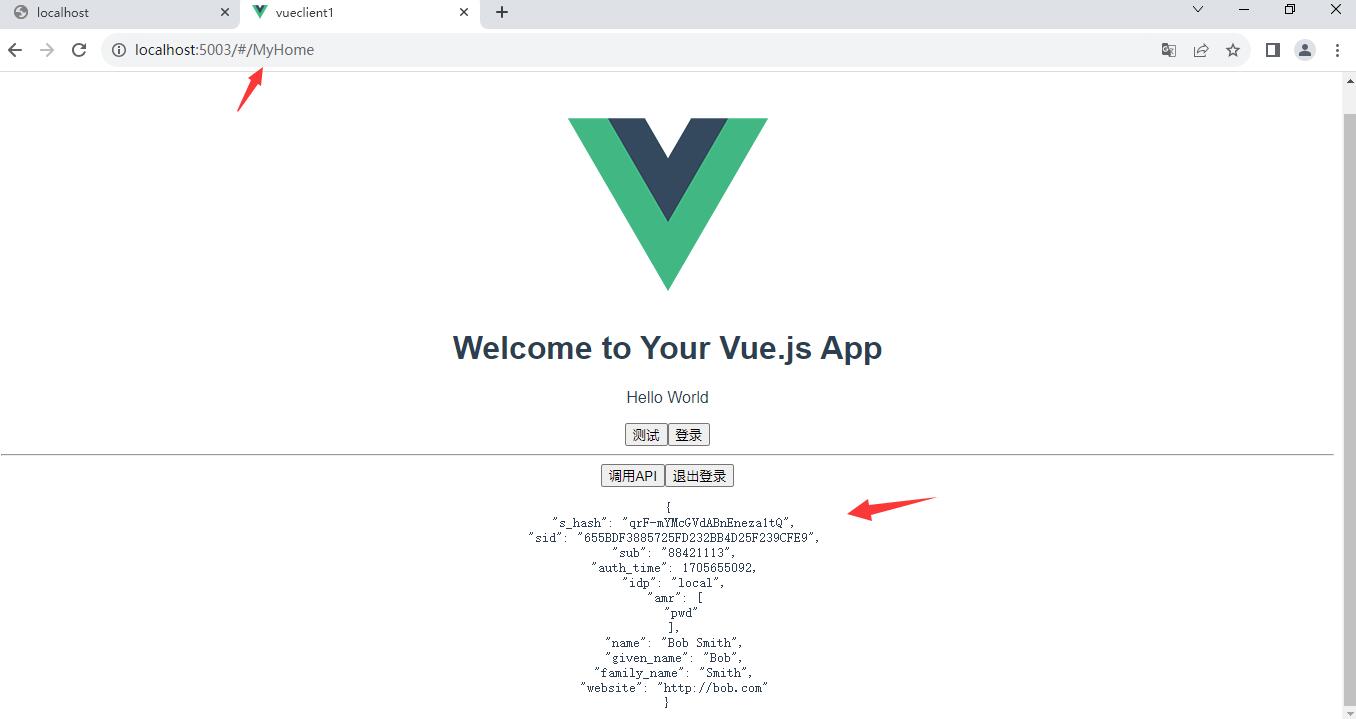 localhost
vueclient1
localhost:5003/#/MyHome
Welcome to Your Vue.js App
Hello World
测试 登录
调用API 退出登录
{
"s_hash": "qrF-mYMcGVdABnEneza1tQ",
"sid": "655BDF3885725FD232BB4D25F239CFE9",
"sub": "88421113",
"auth_time": 1705655092,
"idp": "local",
"amr": [
"pwd"
],
"name": "Bob Smith",
"given_name": "Bob",
"family_name": "Smith",
"website": "http://bob.com"
}